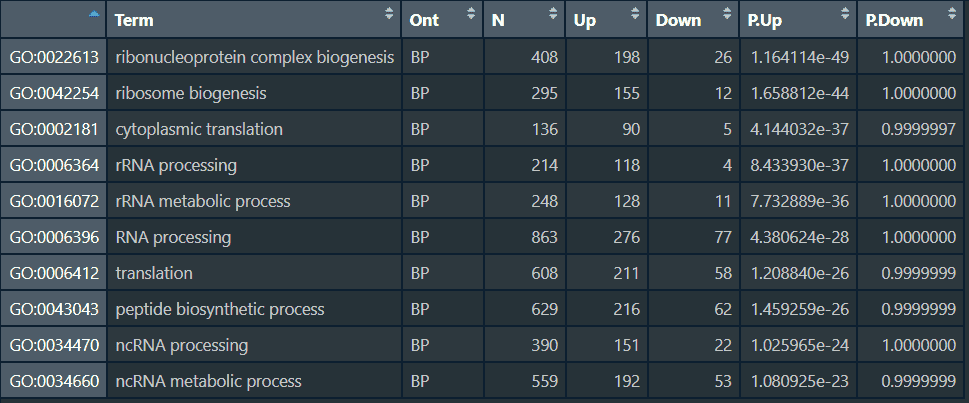 Term Ont N Up Down P.Up P.Down
GO:0022613 ribonucleoprotein complex biogenesis BP 408 198 26 1.164114e-49 1.0000000
GO:0042254 ribosome biogenesis BP 295 155 12 1.658812e-44 1.0000000
GO:0002181 cytoplasmic translation BP 136 90 5 4.144032e-37 0.9999997
GO:0006364 rRNA processing BP 214 118 4 8.433930e-37 1.0000000
GO:0016072 rRNA metabolic process BP 248 128 11 7.732889e-36 1.0000000
GO:0006396 RNA processing BP 863 276 77 4.380624e-28 1.0000000
GO:0006412 translation BP 608 211 58 1.208840e-26 0.9999999
GO:0043043 peptide biosynthetic process BP 629 216 62 1.459259e-26 0.9999999
GO:0034470 ncRNA processing BP 390 151 22 1.025965e-24 1.0000000
GO:0034660 ncRNA metabolic process BP 559 192 53 1.080925e-23 0.9999999